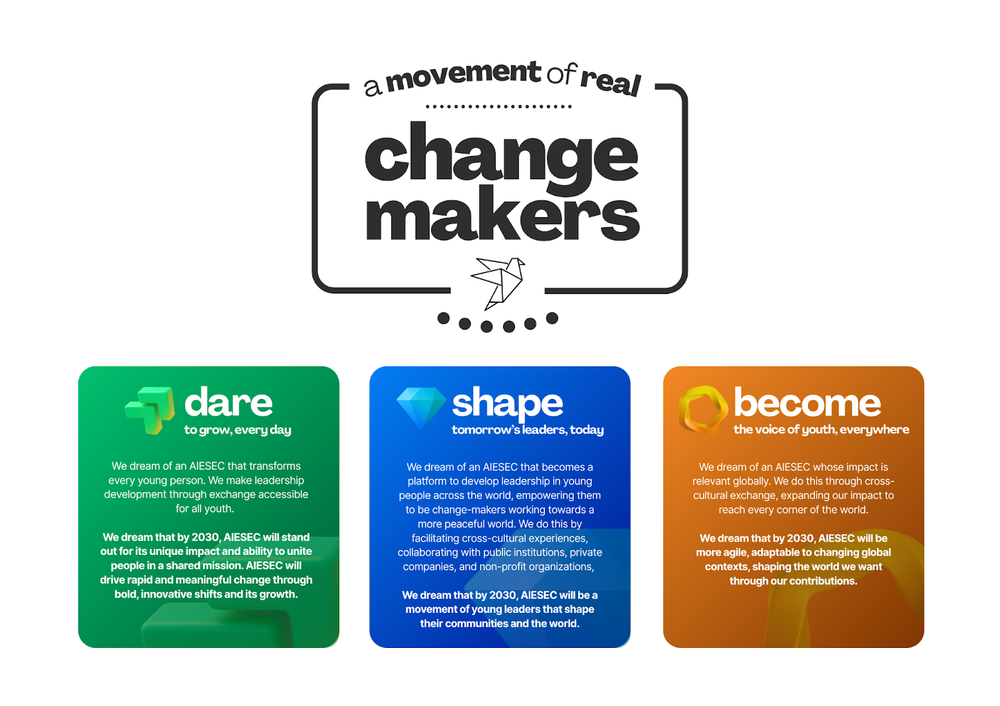 a movement of real
change
makers
dare
to grow, every day
We dream of an AIESEC that transforms
every young person. We make leadership
development through exchange accessible
for all youth.
We dream that by 2030, AIESEC will stand
out for its unique impact and ability to unite
people in a shared mission. AIESEC will
drive rapid and meaningful change through
bold, innovative shifts and its growth.
shape
tomorrow's leaders, today
We dream of an AIESEC that becomes a
platform to develop leadership in young
people across the world, empowering them
to be change-makers working towards a
more peaceful world. We do this by
facilitating cross-cultural experiences,
collaborating with public institutions, private
companies, and non-profit organizations,
We dream that by 2030, AIESEC will be a
movement of young leaders that shape
their communities and the world.
become
the voice of youth, everywhere
We dream of an AIESEC whose impact is
relevant globally. We do this through cross-
cultural exchange, expanding our impact to
reach every corner of the world.
We dream that by 2030, AIESEC will be
more agile, adaptable to changing global
contexts, shaping the world we want
through our contributions.